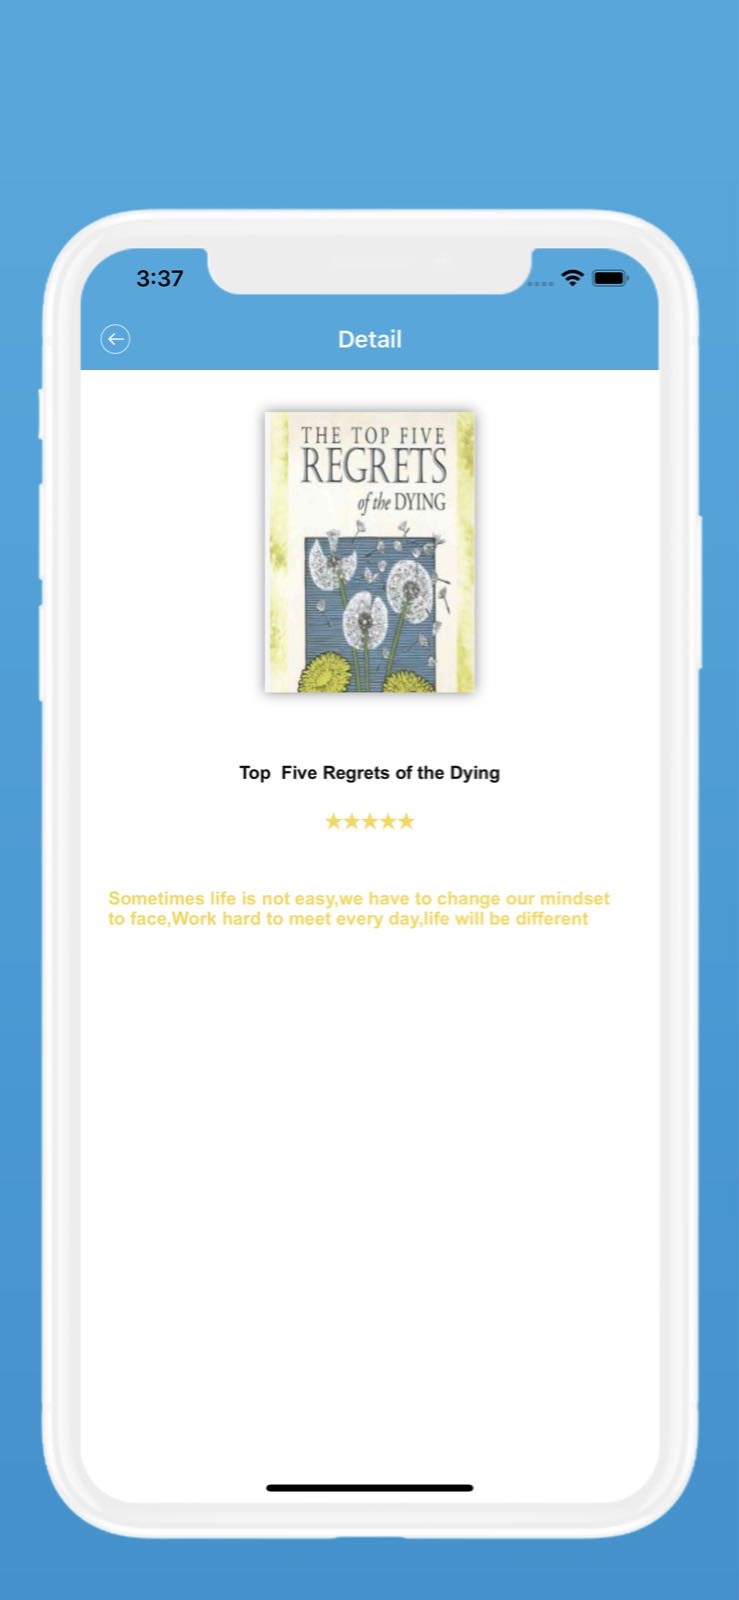 3:37
Detail
THE TOP FIVE
REGRETS
of the DYING
Top  Five Regrets of the Dying
★★★★★
Sometimes life is not easy,we have to change our mindset
to face,Work hard to meet every day,life will be different